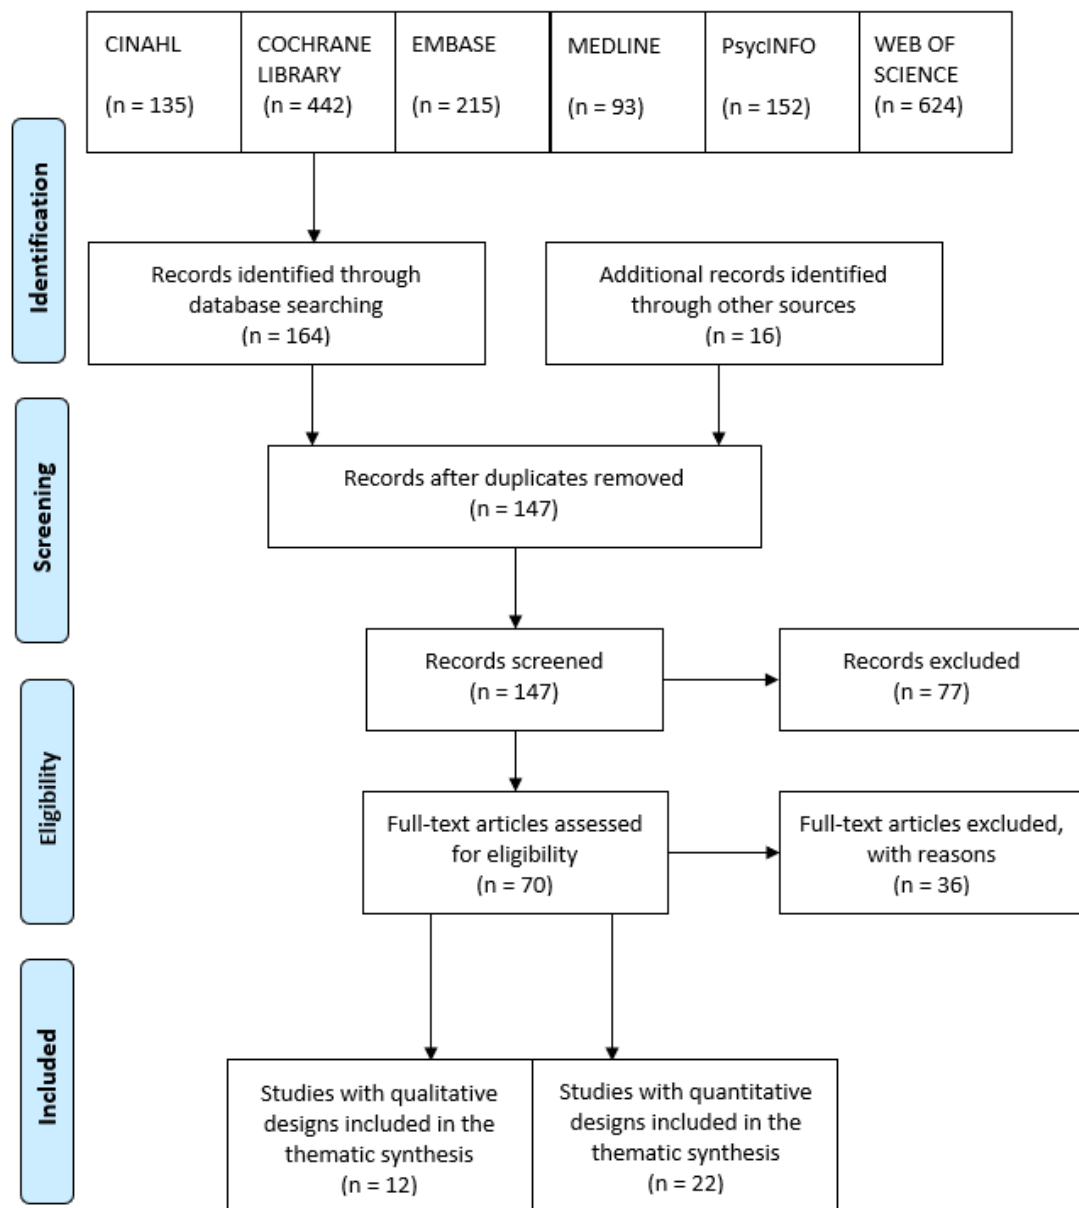 CINAHL
(n = 135)
COCHRANE
LIBRARY
(n = 442)
EMBASE
(n = 215)
MEDLINE
(n = 93)
PsycINFO
(n = 152)
WEB OF
SCIENCE
(n = 624)
Identification
Records identified through
database searching
(n = 164)
Additional records identified
through other sources
(n = 16)
Screening
Records after duplicates removed
(n = 147)
Records screened
(n = 147)
Records excluded
(n = 77)
Eligibility
Full-text articles assessed
for eligibility
(n = 70)
Full-text articles excluded,
with reasons
(n = 36)
Included
Studies with qualitative
designs included in the
thematic synthesis
(n = 12)
Studies with quantitative
designs included in the
thematic synthesis
(n = 22)